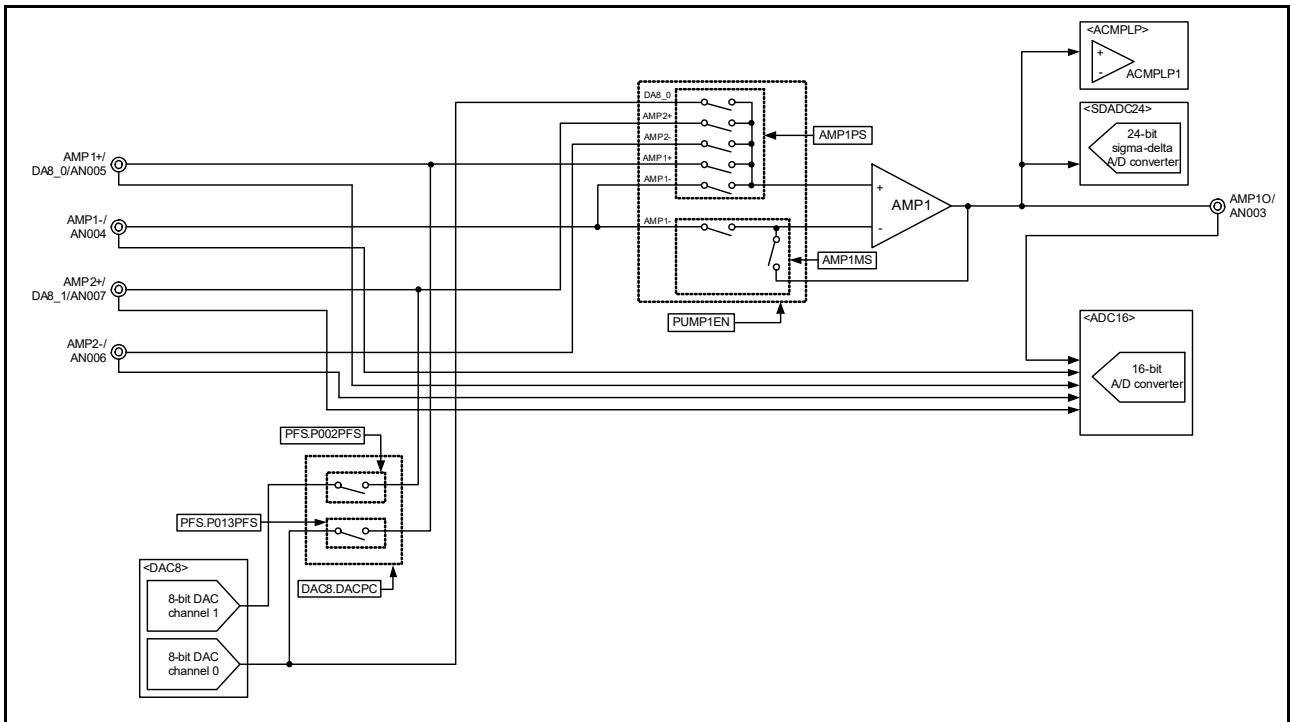 <ACMPLP>
+
-
ACMPLP1
<SDADC24>
24-bit
sigma-delta
A/D converter
DA8_0
AMP2+
AMP2-
AMP1+
AMP1-
AMP1PS
AMP1+/
DA8_0/AN005
AMP1-/
AN004
AMP1-
+
AMP1
-
AMP1O/
AN003
AMP1MS
AMP2+/
DA8_1/AN007
PUMP1EN
<ADC16>
16-bit
A/D converter
AMP2-/
AN006
PFS.P002PFS
PFS.P013PFS
DAC8.DACPC
<DAC8>
8-bit DAC
channel 1
8-bit DAC
channel 0